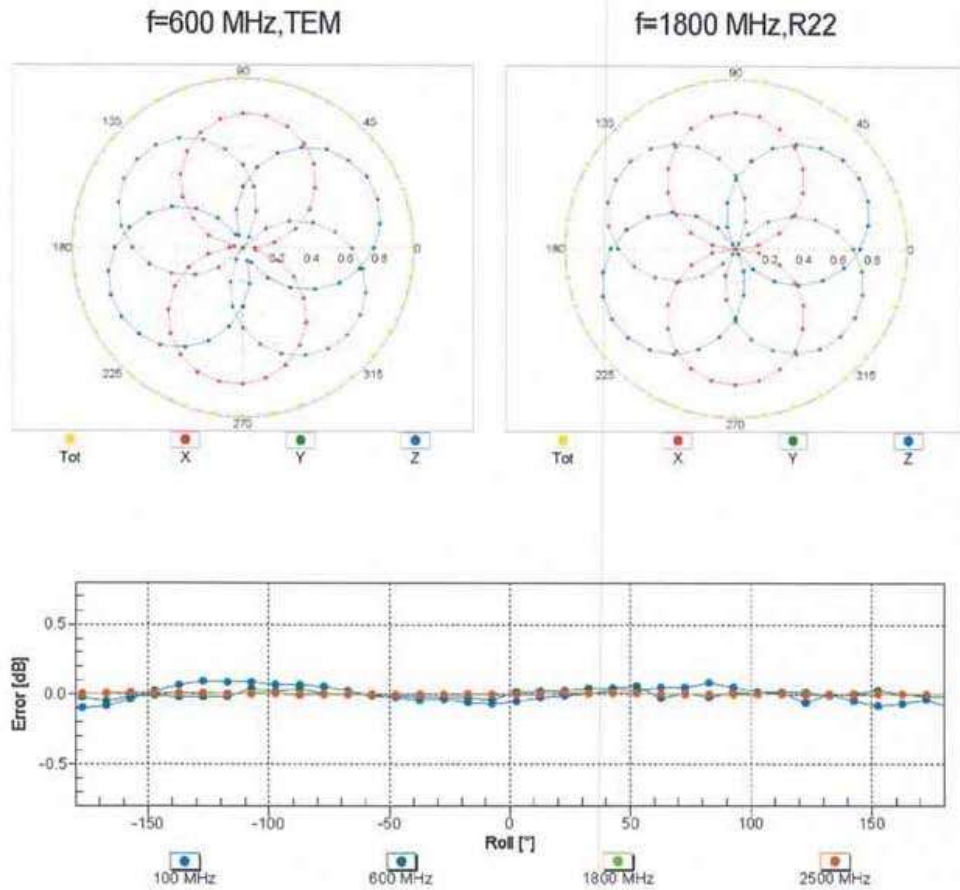 f=600 MHz,TEM
f=1800 MHz,R22
90
135
45
180
0.2
0.4
0.6
0.8
0
225
315
270
Tot
X
Y
Z
90
135
45
180
0.2
0.4
0.6
0.8
0
225
315
270
Tot
X
Y
Z
Error [dB]
0.5
0.0
-0.5
-150
-100
-50
0
50
100
150
Roll [°]
100 MHz
600 MHz
1800 MHz
2500 MHz